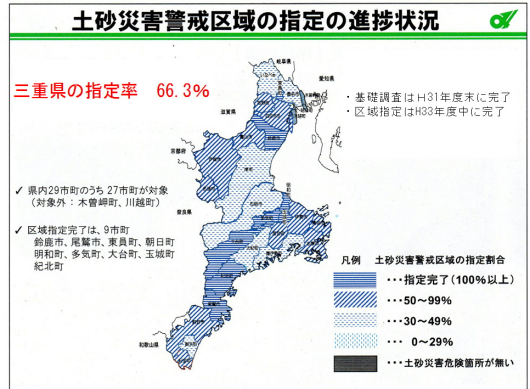 土砂災害警戒区域の指定の進捗状況
三重県の指定率 66.3%
・基礎調査はH31年度末に完了
・区域指定はH33年度中に完了
岐阜県
愛知県
滋賀県
京都府
奈良県
和歌山県
✓ 県内29市町のうち 27市町が対象
(対象外:木曽岬町、川越町)
✓ 区域指定完了は、9市町
鈴鹿市、尾鷲市、東員町、朝日町
明和町、多気町、大台町、玉城町
紀北町
凡例 土砂災害警戒区域の指定割合
・・・指定完了(100%以上)
・・・50~99%
・・・30~49%
・・・ 0~29%
・・・土砂災害危険箇所が無い